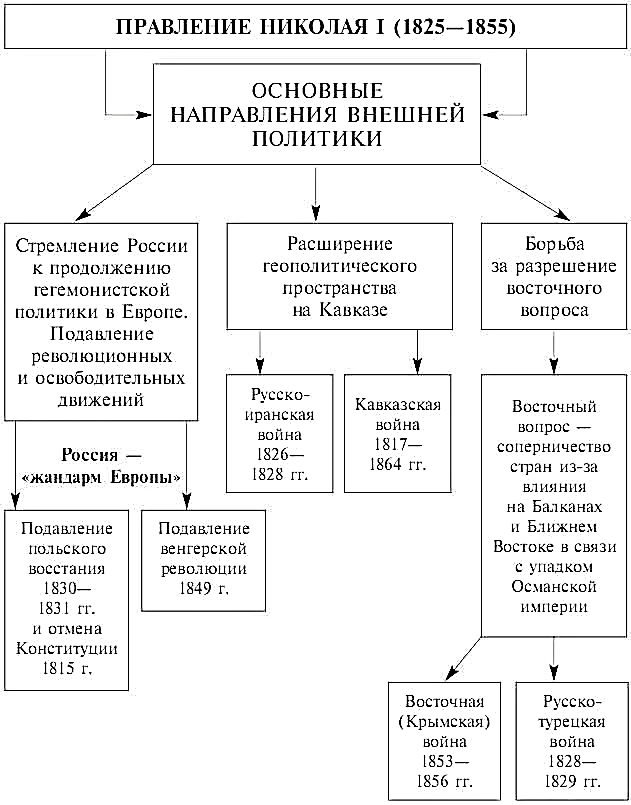 ПРАВЛЕНИЕ НИКОЛАЯ I (1825—1855)
ОСНОВНЫЕ
НАПРАВЛЕНИЯ ВНЕШНЕЙ
ПОЛИТИКИ
Стремление России
к продолжению
гегемонистской
политики в Европе.
Подавление
революционных
и освободительных
движений
Расширение
геополитического
пространства
на Кавказе
Борьба
за разрешение
восточного
вопроса
Россия —
«жандарм Европы»
Подавление
польского
восстания
1830—
1831 гг.
и отмена
Конституции
1815 г.
Подавление
венгерской
революции
1849 г.
Русско-
иранская
война
1826—
1828 гг.
Кавказская
война
1817—
1864 гг.
Восточный
вопрос —
соперничество
стран из-за
влияния
на Балканах
и Ближнем
Востоке в связи
с упадком
Османской
империи
Восточная
(Крымская)
война
1853—
1856 гг.
Русско-
турецкая
война
1828—
1829 гг.